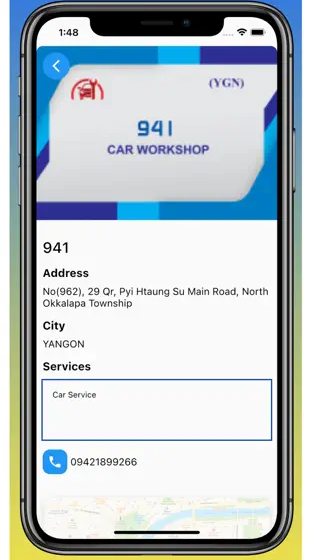 1:48
(YGN)
941
CAR WORKSHOP
941
Address
No(962), 29 Qr, Pyi Htaung Su Main Road, North
Okkalapa Township
City
YANGON
Services
Car Service
09421899266